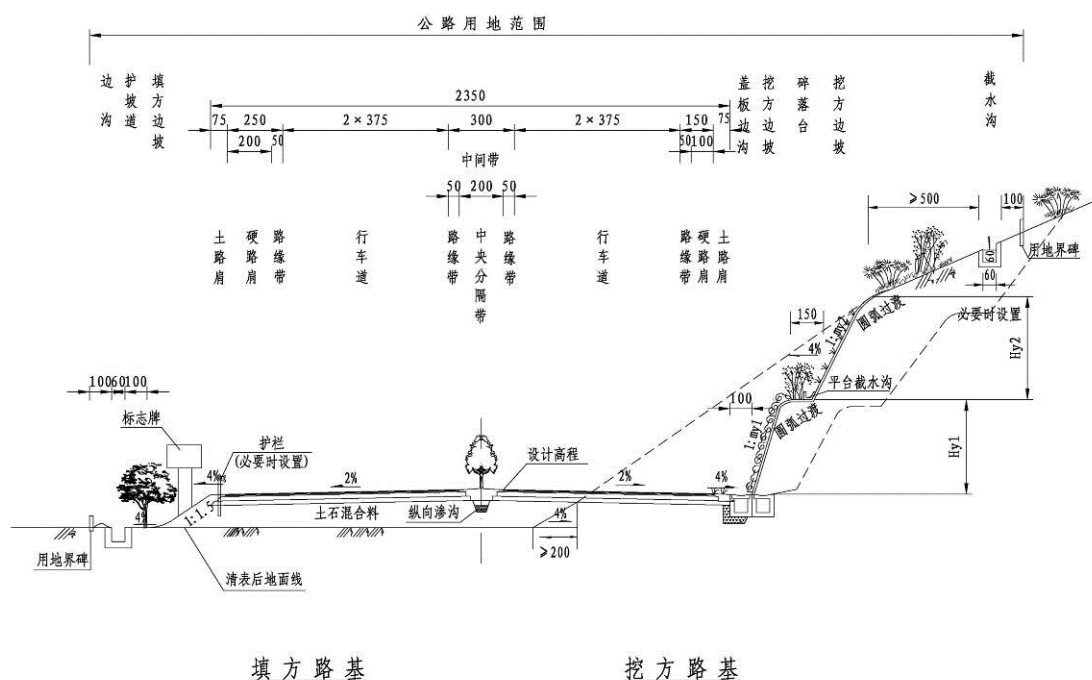 公路用地范围
边沟
护坡道
填方边坡
盖板边沟
挖方边坡
碎落台
挖方边坡
截水沟
2350
75
250
2×375
300
2×375
150
75
200
50
50
100
中间带
50
200
50
≥500
100
土路肩
硬路肩
路缘带
行车道
路缘带
中央分隔带
路缘带
行车道
路缘带
硬路肩
土路肩
60
60
用地界碑
150
1:my2
圆弧过渡
必要时设置
Hy2
4%
100
60
100
标志牌
护栏
(必要时设置)
设计高程
100
平台截水沟
1:my1
圆弧过渡
Hy1
4%
2%
2%
4%
4%
1:1.5
土石混合料
纵向渗沟
4%
≥200
用地界碑
清表后地面线
填方路基
挖方路基